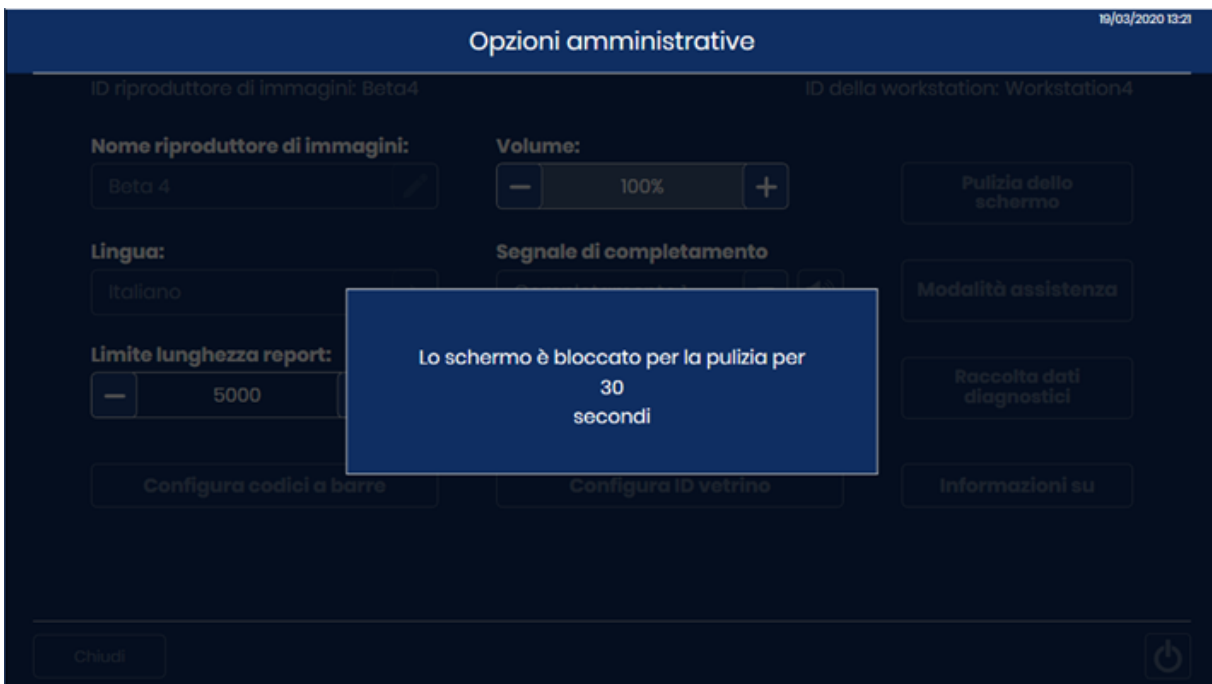 19/03/2020 13:21
Opzioni amministrative
ID riproduttore di immagini: Beta4
ID della workstation: Workstation4
Nome riproduttore di immagini:
Volume:
Beta 4
100%
Pulizia dello
schermo
Lingua:
Segnale di completamento
Italiano
Modalità assistenza
Lo schermo è bloccato per la pulizia per
30
secondi
Limite lunghezza report:
5000
Raccolta dati
diagnostici
Configura codici a barre
Configura ID vetrino
Informazioni su
Chiudi